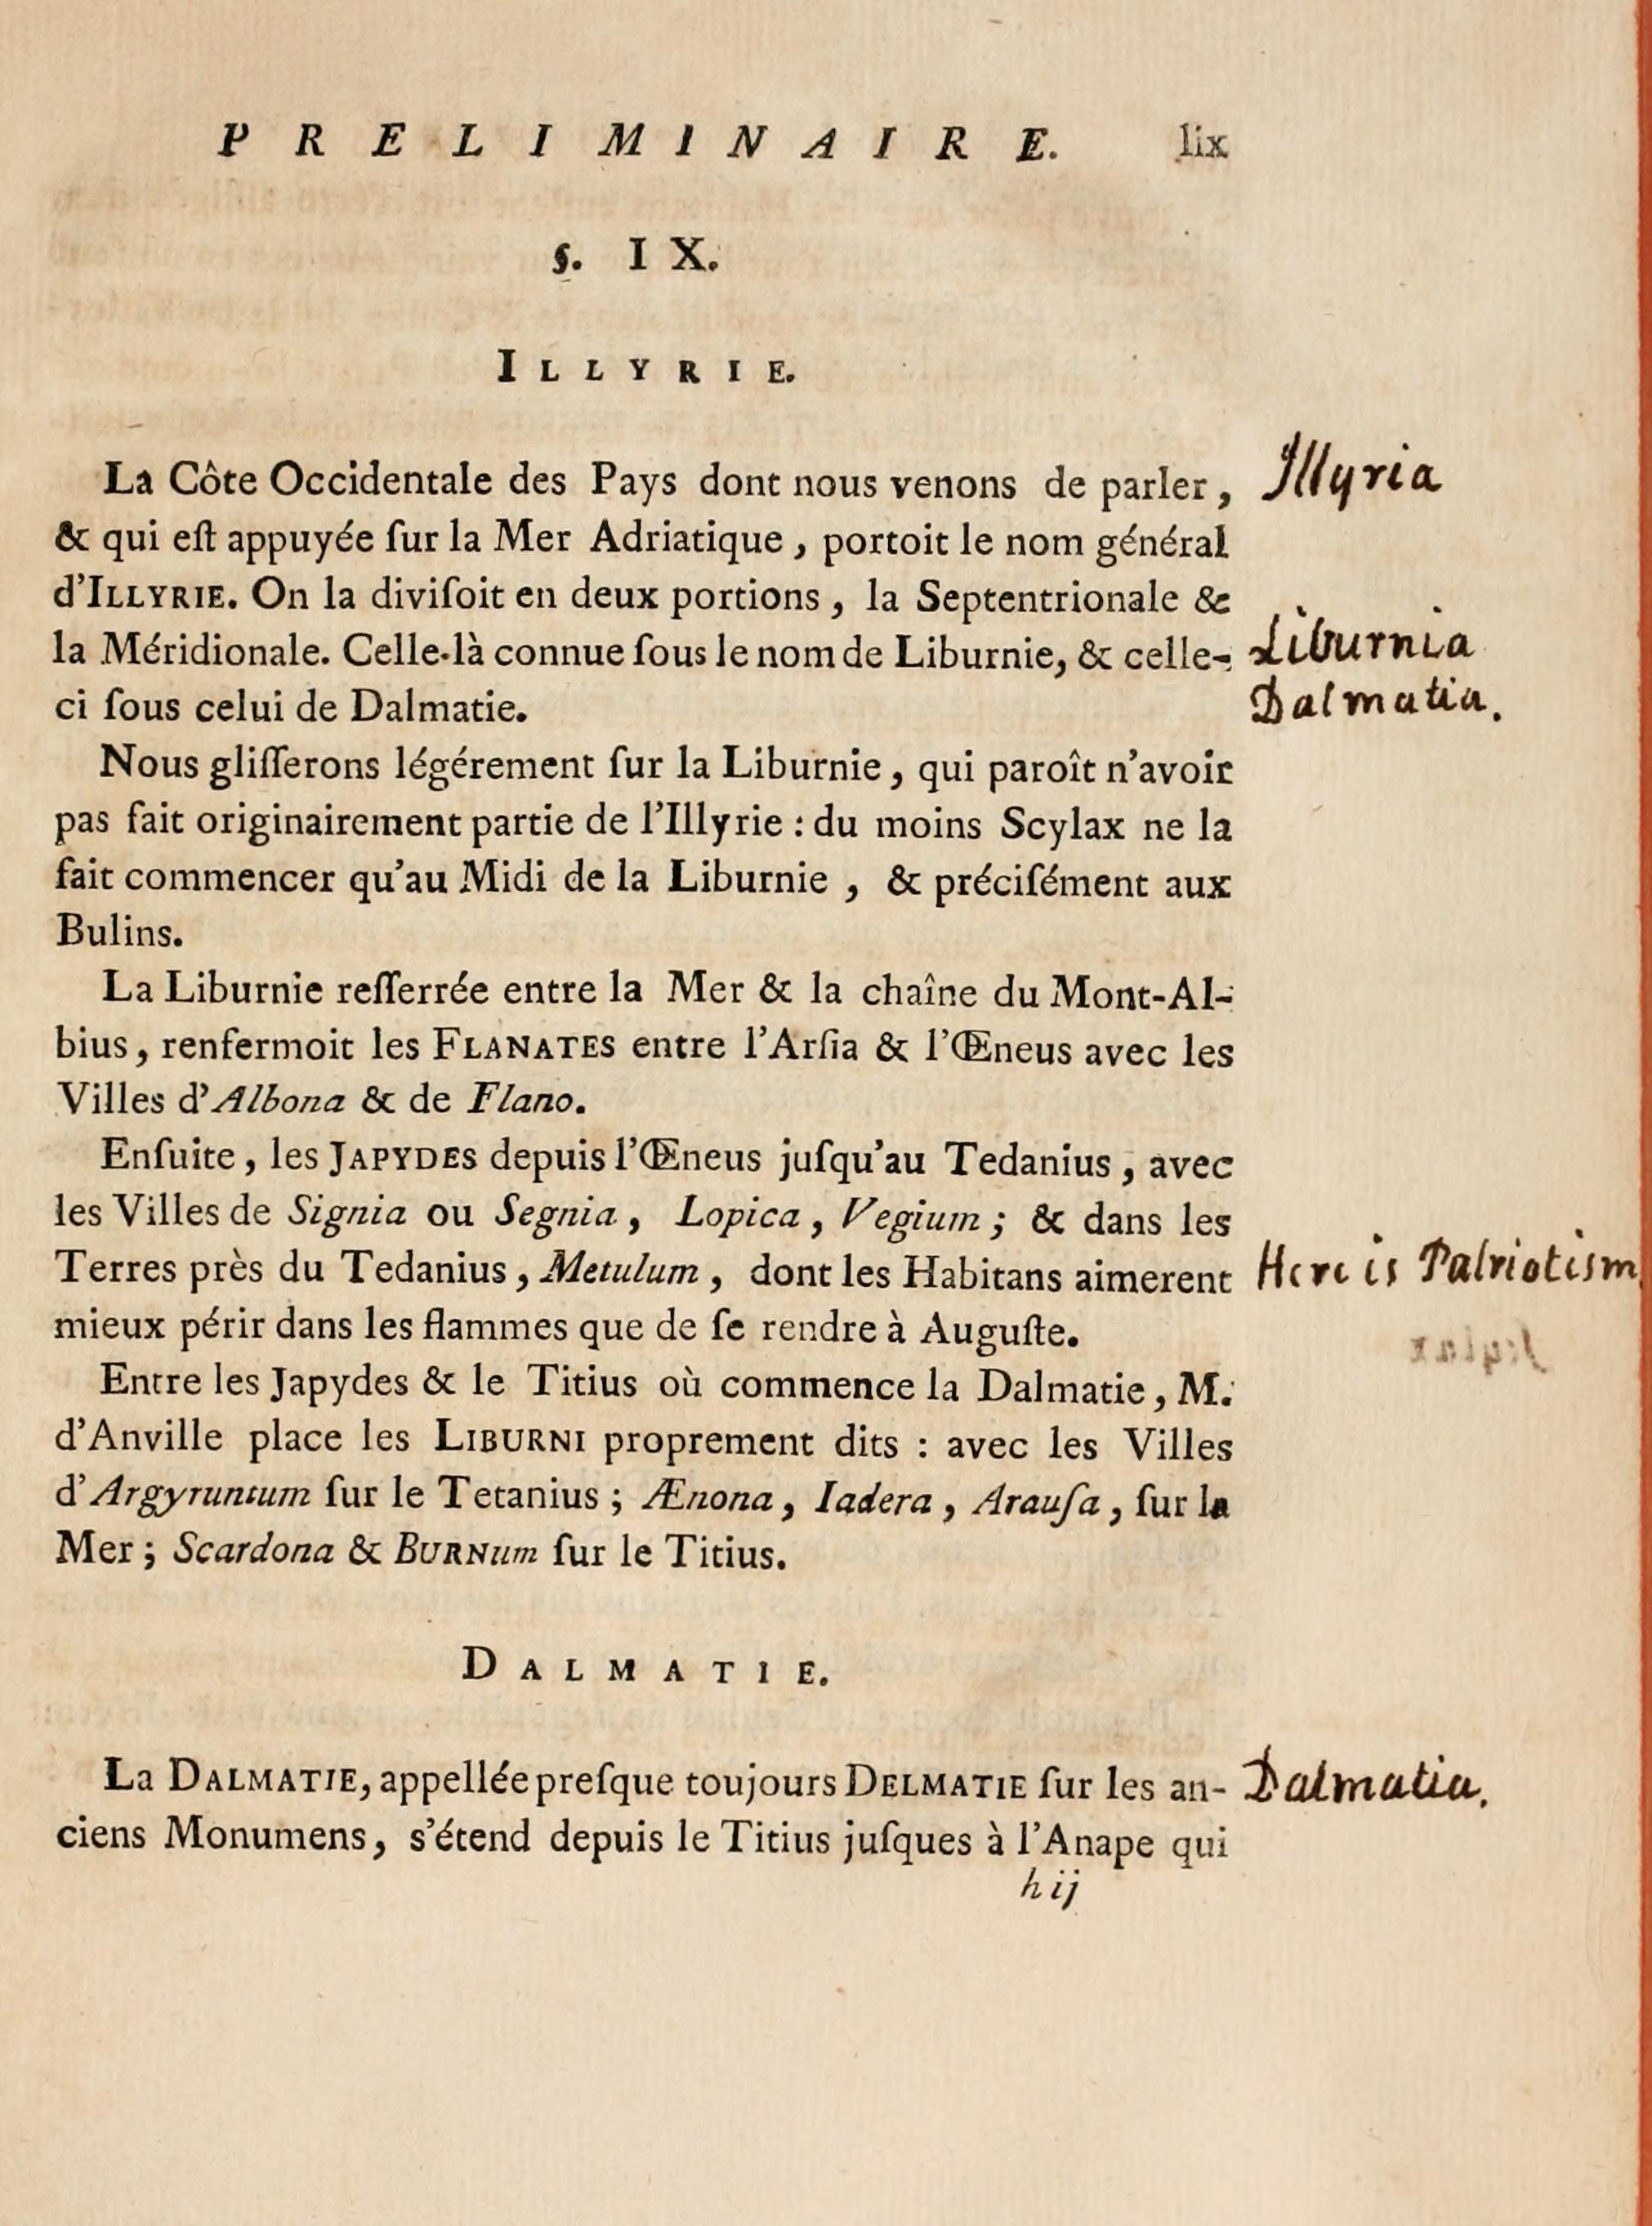 PRELIMINAIRE. lix
§. IX.
ILLYRIE.
La Côte Occidentale des Pays dont nous venons de parler, Illyria
& qui eſt appuyée ſur la Mer Adriatique, portoit le nom général
d'ILLYRIE. On la diviſoit en deux portions, la Septentrionale &
la Méridionale. Celle-là connue ſous le nom de Liburnie, & celle- Liburnia
ci ſous celui de Dalmatie. Dalmatia.
Nous gliſſerons légérement ſur la Liburnie, qui paroît n'avoir
pas fait originairement partie de l'Illyrie : du moins Scylax ne la
fait commencer qu'au Midi de la Liburnie, & préciſément aux
Bulins.
La Liburnie reſſerrée entre la Mer & la chaîne du Mont-Al-
bius, renfermoit les FLANATES entre l'Arſia & l'Œneus avec les
Villes d'Albona & de Flano.
Enſuite, les JAPYDES depuis l'Œneus juſqu'au Tedanius, avec
les Villes de Signia ou Segnia, Lopica, Vegium; & dans les
Terres près du Tedanius, Metulum, dont les Habitans aimerent Here is Patriotism
mieux périr dans les flammes que de ſe rendre à Auguſte.
Entre les Japydes & le Titius où commence la Dalmatie, M.
d'Anville place les LIBURNI proprement dits : avec les Villes
d'Argyruntum ſur le Tetanius; Ænona, Iadera, Arauſa, ſur la
Mer; Scardona & BURNum ſur le Titius.
DALMATIE.
La DALMATIE, appellée preſque toujours DELMATIE ſur les an- Dalmatia.
ciens Monumens, s'étend depuis le Titius juſques à l'Anape qui
h ij